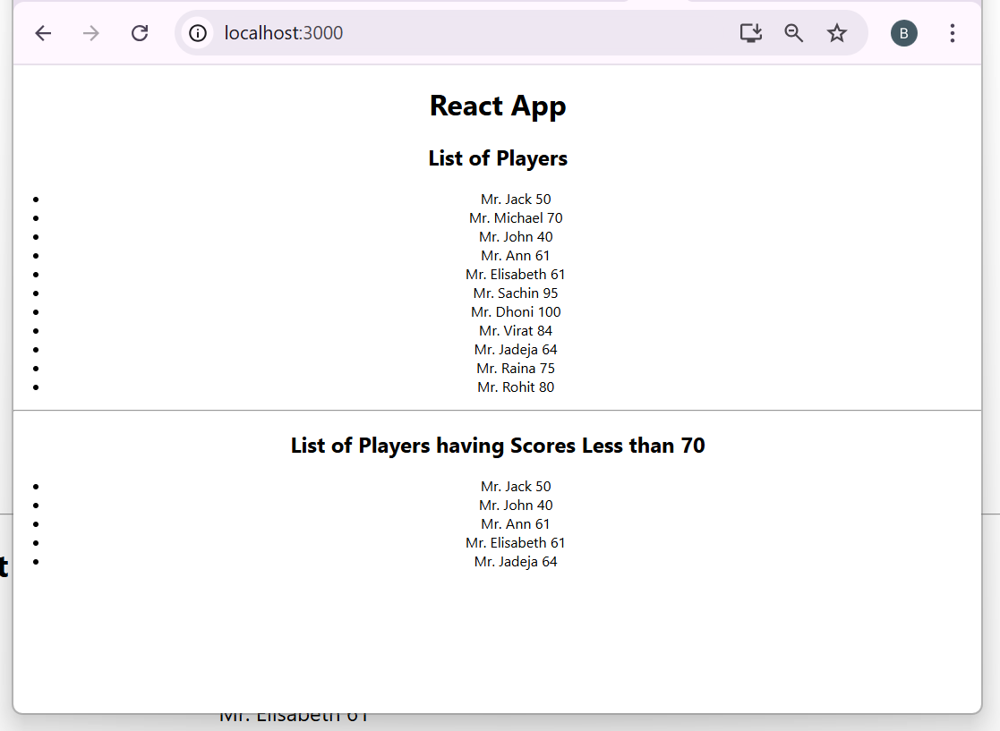 localhost:3000
B
React App
List of Players
Mr. Jack 50
Mr. Michael 70
Mr. John 40
Mr. Ann 61
Mr. Elisabeth 61
Mr. Sachin 95
Mr. Dhoni 100
Mr. Virat 84
Mr. Jadeja 64
Mr. Raina 75
Mr. Rohit 80
List of Players having Scores Less than 70
Mr. Jack 50
Mr. John 40
Mr. Ann 61
Mr. Elisabeth 61
Mr. Jadeja 64
t
Mr. Elisabeth 61